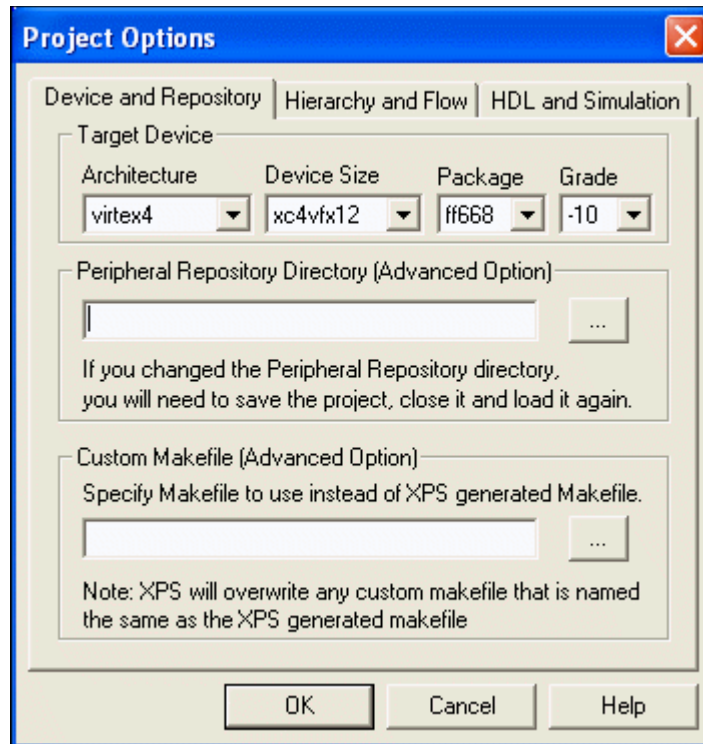 Project Options
Device and Repository
Hierarchy and Flow
HDL and Simulation
Target Device
Architecture Device Size Package Grade
virtex4 xc4vfx12 ff668 -10
Peripheral Repository Directory (Advanced Option)
...
If you changed the Peripheral Repository directory,
you will need to save the project, close it and load it again.
Custom Makefile (Advanced Option)
Specify Makefile to use instead of XPS generated Makefile.
...
Note: XPS will overwrite any custom makefile that is named
the same as the XPS generated makefile
OK Cancel Help